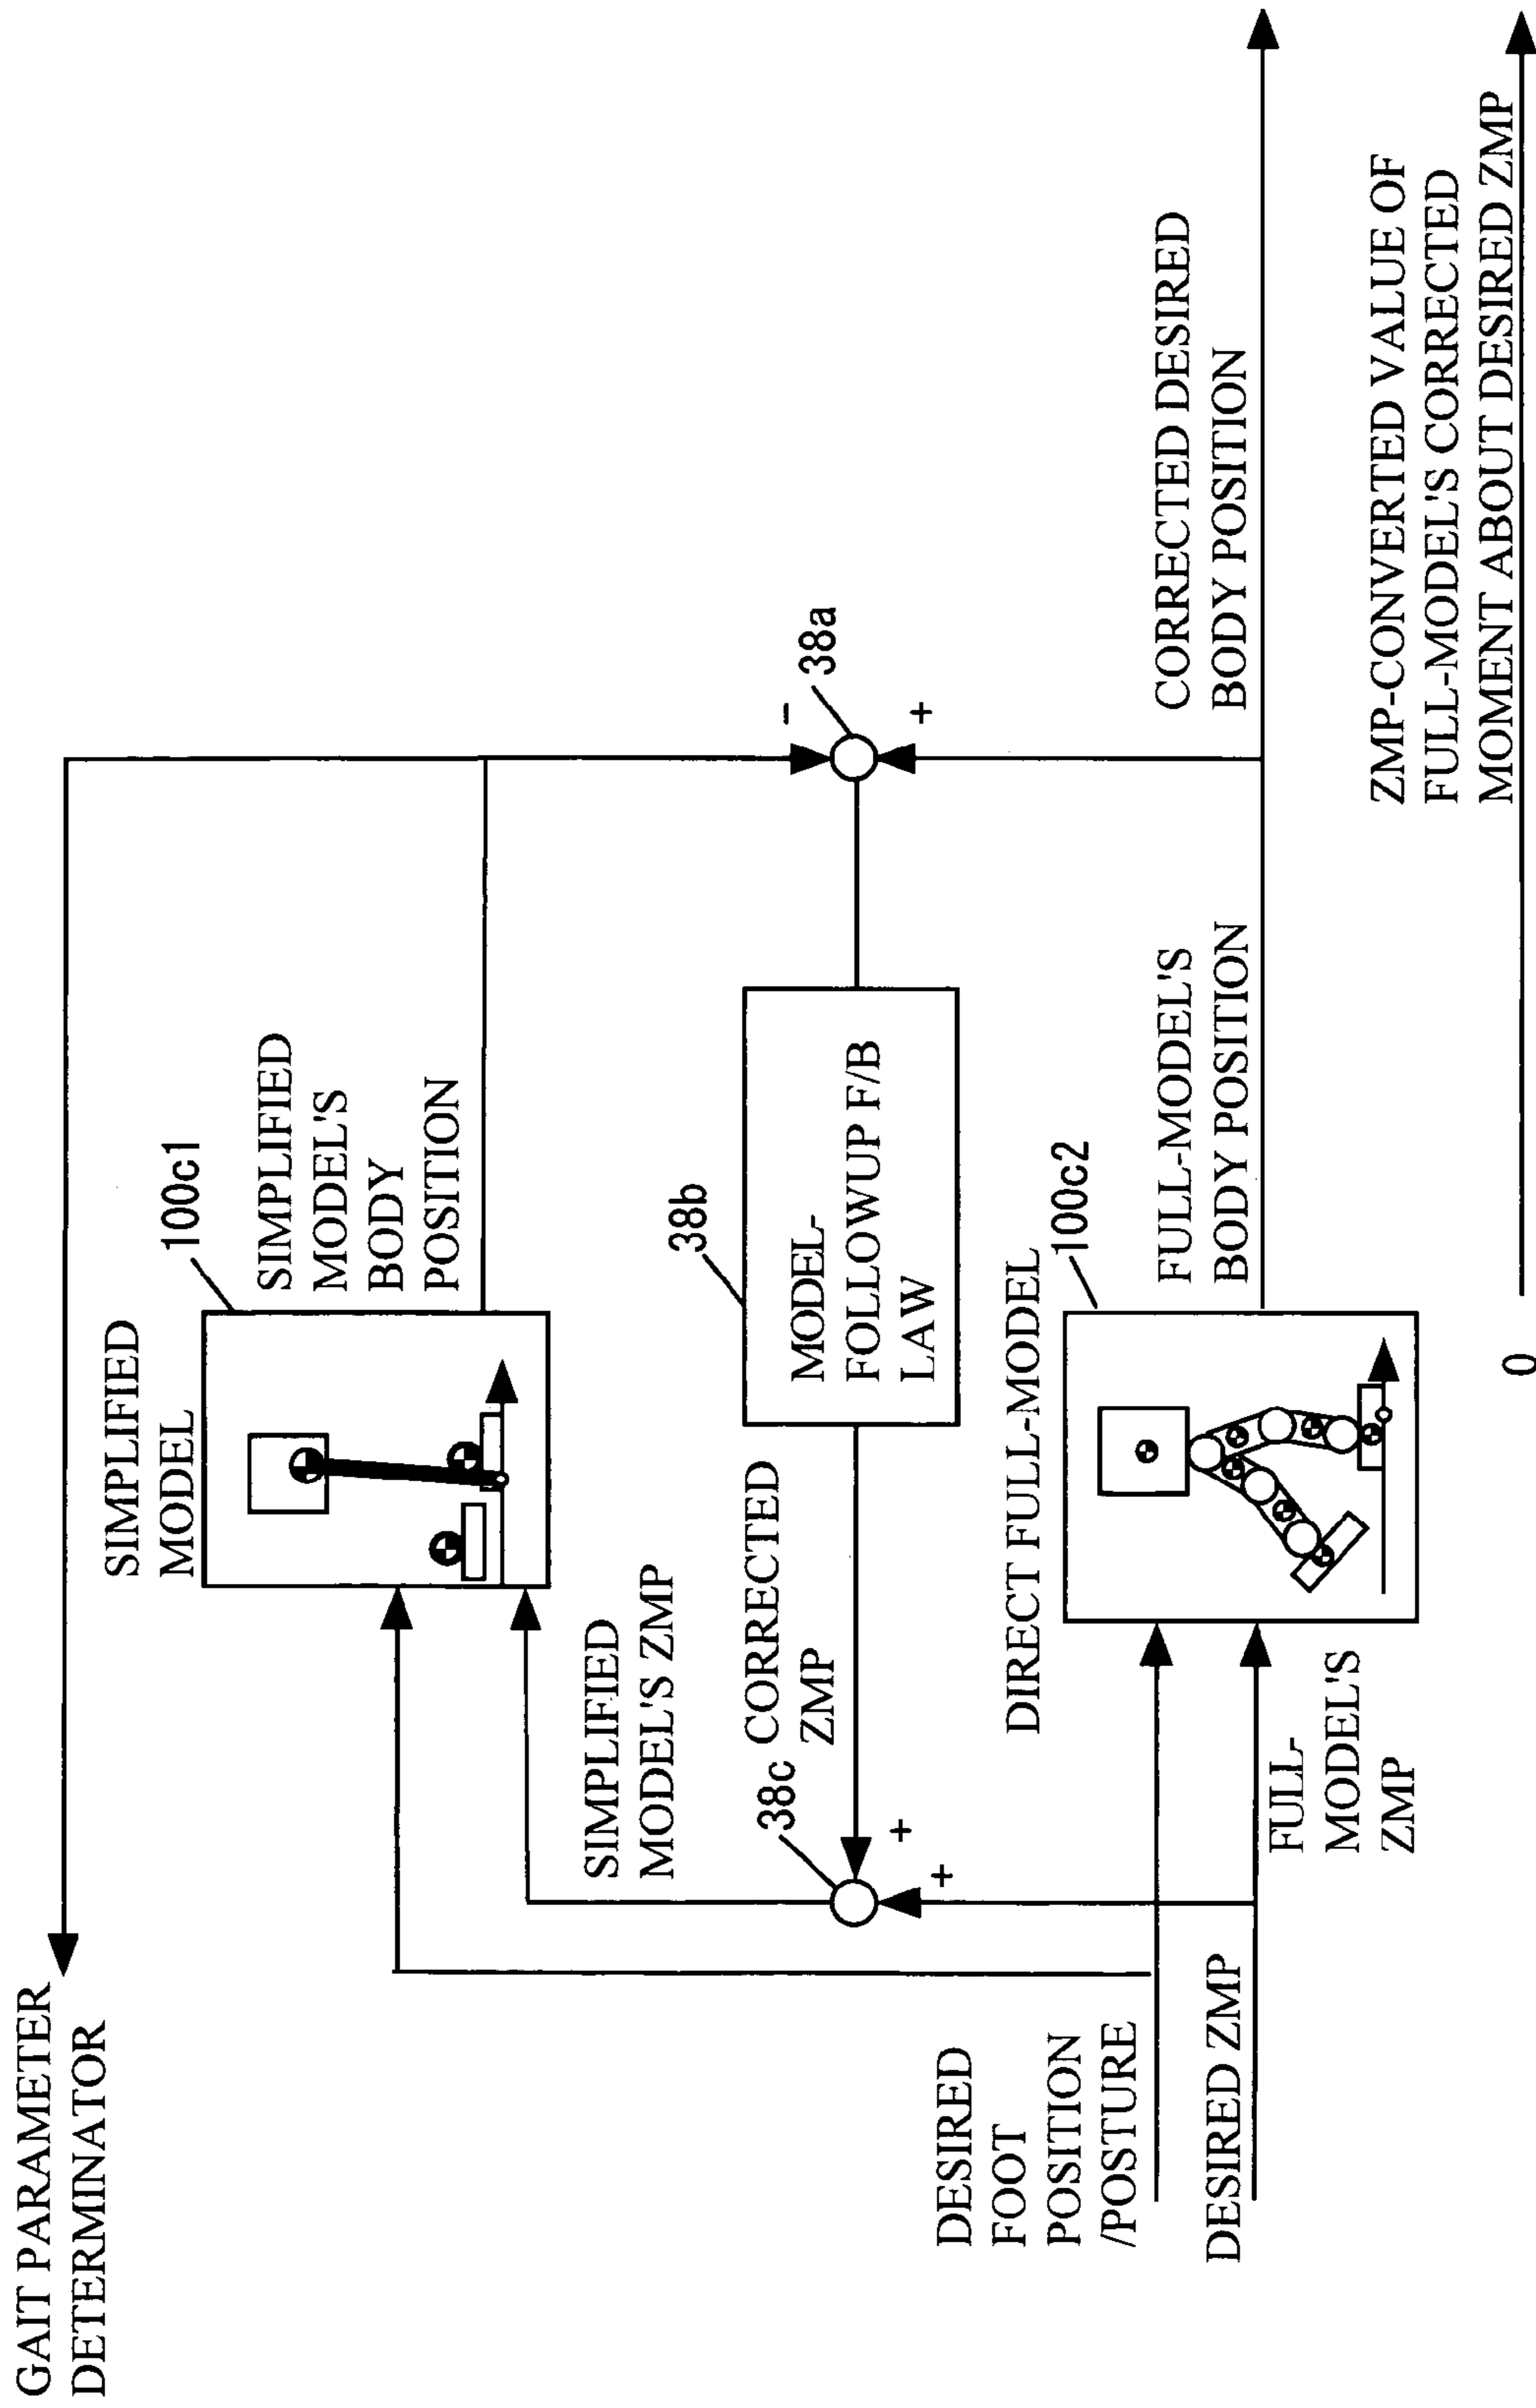 GAIT PARAMETER
DETERMINATOR
SIMPLIFIED
MODEL
100c1
SIMPLIFIED
MODEL'S
BODY
POSITION
SIMPLIFIED
MODEL'S ZMP
38c
CORRECTED
ZMP
38b
MODEL-
FOLLOWUP F/B
LAW
38a
-
+
+
+
DESIRED
FOOT
POSITION
/POSTURE
DESIRED ZMP
FULL-
MODEL'S
ZMP
DIRECT FULL-MODEL
100c2
FULL-MODEL'S
BODY POSITION
CORRECTED DESIRED
BODY POSITION
ZMP-CONVERTED VALUE OF
FULL-MODEL'S CORRECTED
MOMENT ABOUT DESIRED ZMP
0